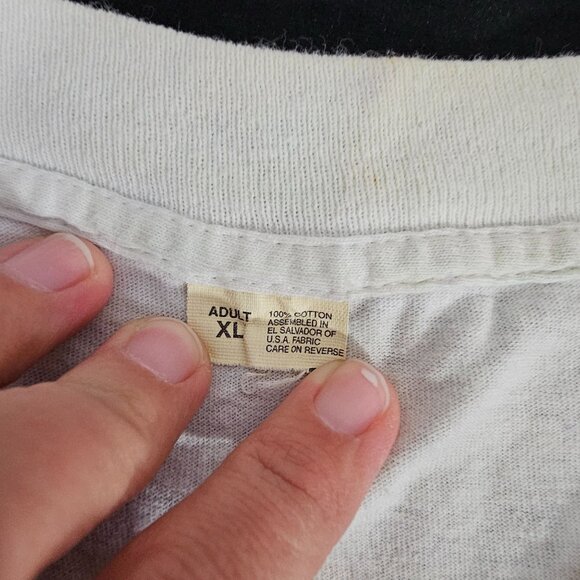 ADULT
XL
100% COTTON
ASSEMBLED IN
EL SALVADOR OF
U.S.A. FABRIC
CARE ON REVERSE